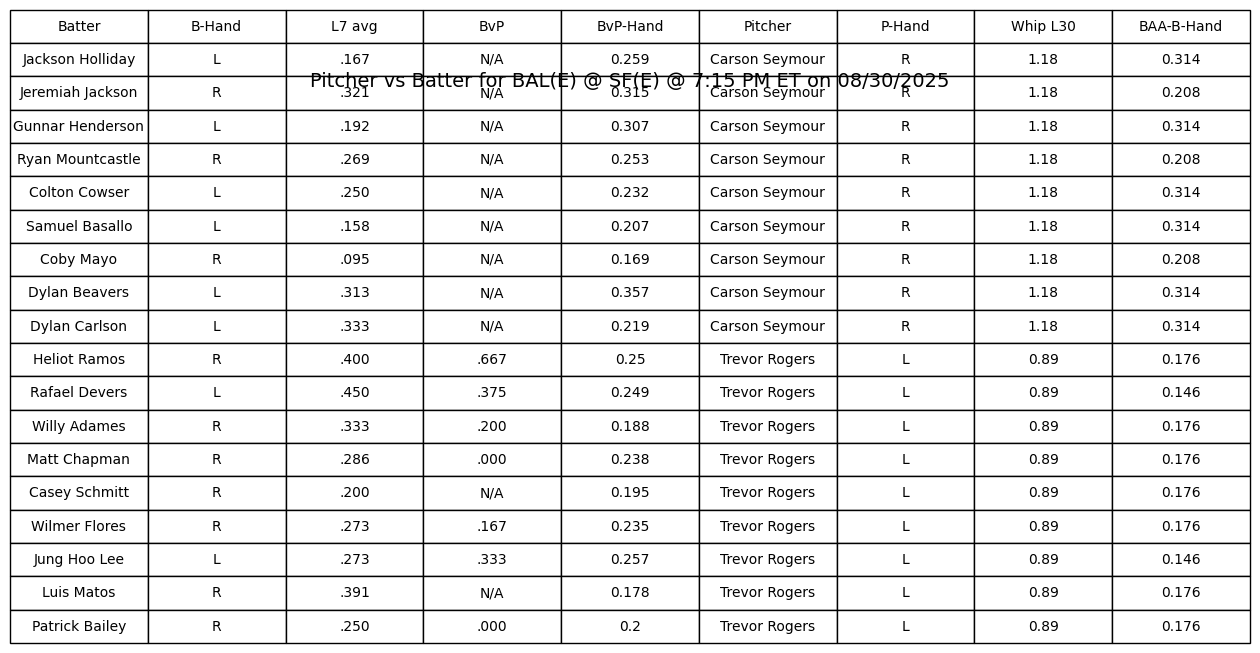 Batter B-Hand L7 avg BvP BvP-Hand Pitcher P-Hand Whip L30 BAA-B-Hand
Jackson Holliday L .167 N/A 0.259 Carson Seymour R 1.18 0.314
Pitcher vs Batter for BAL(E) @ SF(E) @ 7:15 PM ET on 08/30/2025
Jeremiah Jackson R .321 N/A 0.315 Carson Seymour R 1.18 0.208
Gunnar Henderson L .192 N/A 0.307 Carson Seymour R 1.18 0.314
Ryan Mountcastle R .269 N/A 0.253 Carson Seymour R 1.18 0.208
Colton Cowser L .250 N/A 0.232 Carson Seymour R 1.18 0.314
Samuel Basallo L .158 N/A 0.207 Carson Seymour R 1.18 0.314
Coby Mayo R .095 N/A 0.169 Carson Seymour R 1.18 0.208
Dylan Beavers L .313 N/A 0.357 Carson Seymour R 1.18 0.314
Dylan Carlson L .333 N/A 0.219 Carson Seymour R 1.18 0.314
Heliot Ramos R .400 .667 0.25 Trevor Rogers L 0.89 0.176
Rafael Devers L .450 .375 0.249 Trevor Rogers L 0.89 0.146
Willy Adames R .333 .200 0.188 Trevor Rogers L 0.89 0.176
Matt Chapman R .286 .000 0.238 Trevor Rogers L 0.89 0.176
Casey Schmitt R .200 N/A 0.195 Trevor Rogers L 0.89 0.176
Wilmer Flores R .273 .167 0.235 Trevor Rogers L 0.89 0.176
Jung Hoo Lee L .273 .333 0.257 Trevor Rogers L 0.89 0.146
Luis Matos R .391 N/A 0.178 Trevor Rogers L 0.89 0.176
Patrick Bailey R .250 .000 0.2 Trevor Rogers L 0.89 0.176